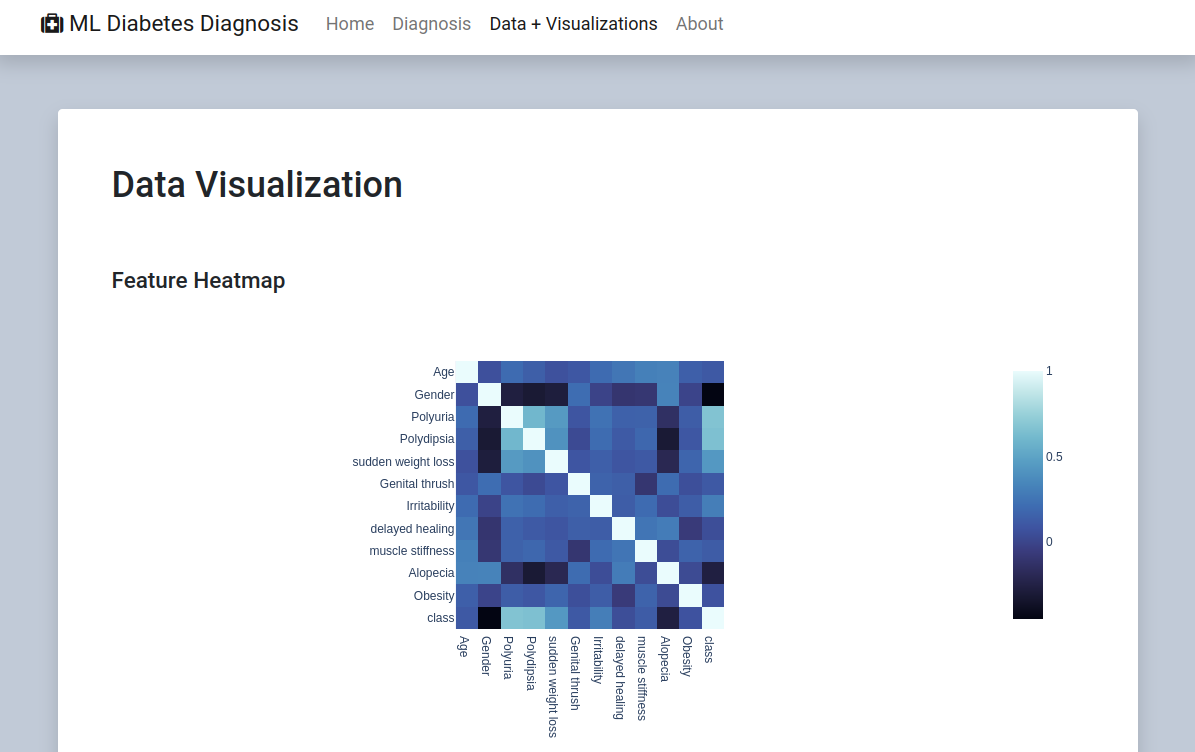 ML Diabetes Diagnosis Home Diagnosis Data + Visualizations About
Data Visualization
Feature Heatmap
Age
Gender
Polyuria
Polydipsia
sudden weight loss
Genital thrush
Irritability
delayed healing
muscle stiffness
Alopecia
Obesity
class
Age
Gender
Polyuria
Polydipsia
sudden weight loss
Genital thrush
Irritability
delayed healing
muscle stiffness
Alopecia
Obesity
class
1
0.5
0